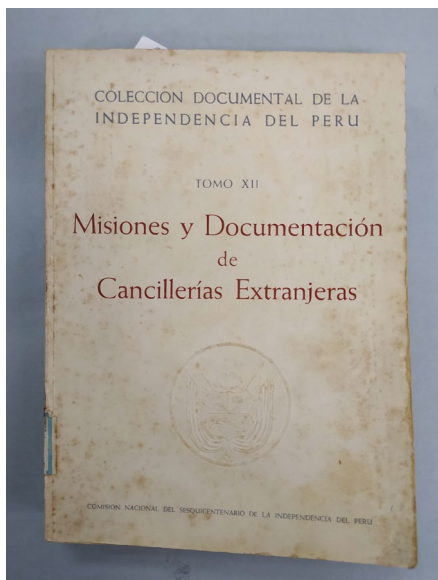 COLECCION DOCUMENTAL DE LA
INDEPENDENCIA DEL PERU
TOMO XII
Misiones y Documentación
de
Cancillerías Extranjeras
COMISION NACIONAL DEL SESQUICENTENARIO DE LA INDEPENDENCIA DEL PERU